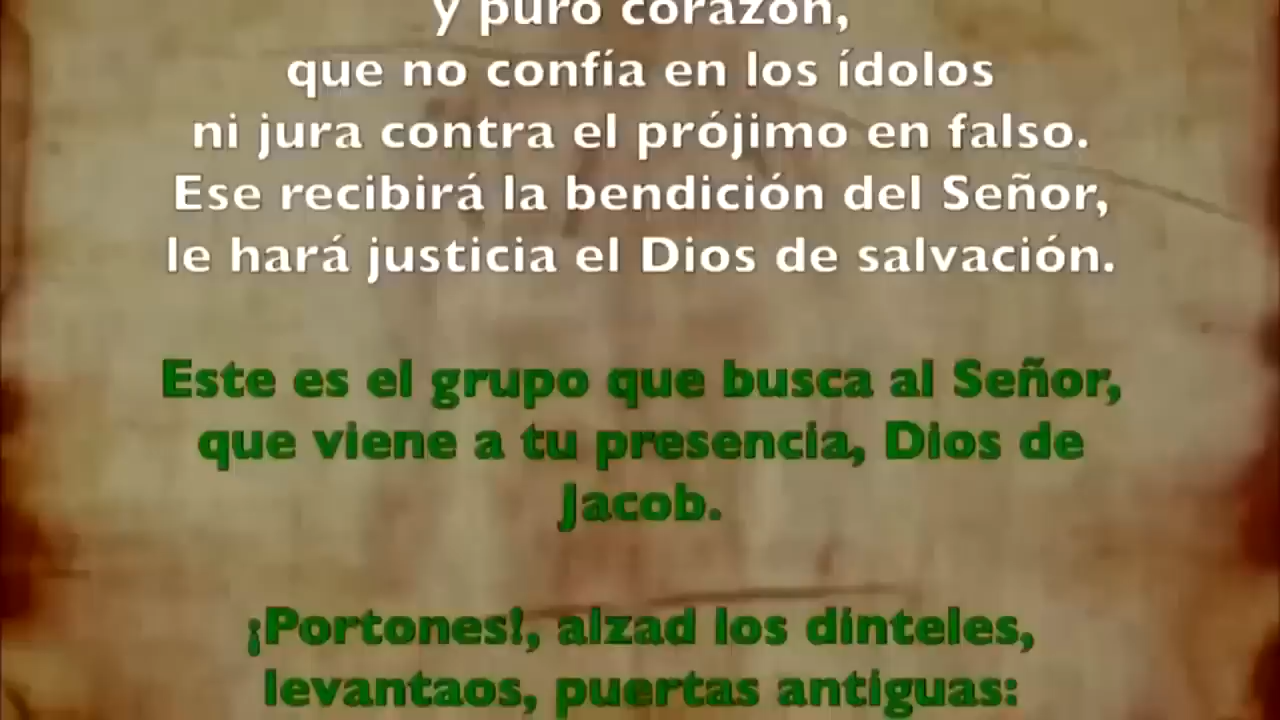 y puro corazón,
que no confía en los ídolos
ni jura contra el prójimo en falso.
Ese recibirá la bendición del Señor,
le hará justicia el Dios de salvación.
Este es el grupo que busca al Señor,
que viene a tu presencia, Dios de
Jacob.
¡Portones!, alzad los dinteles,
levantaos, puertas antiguas: